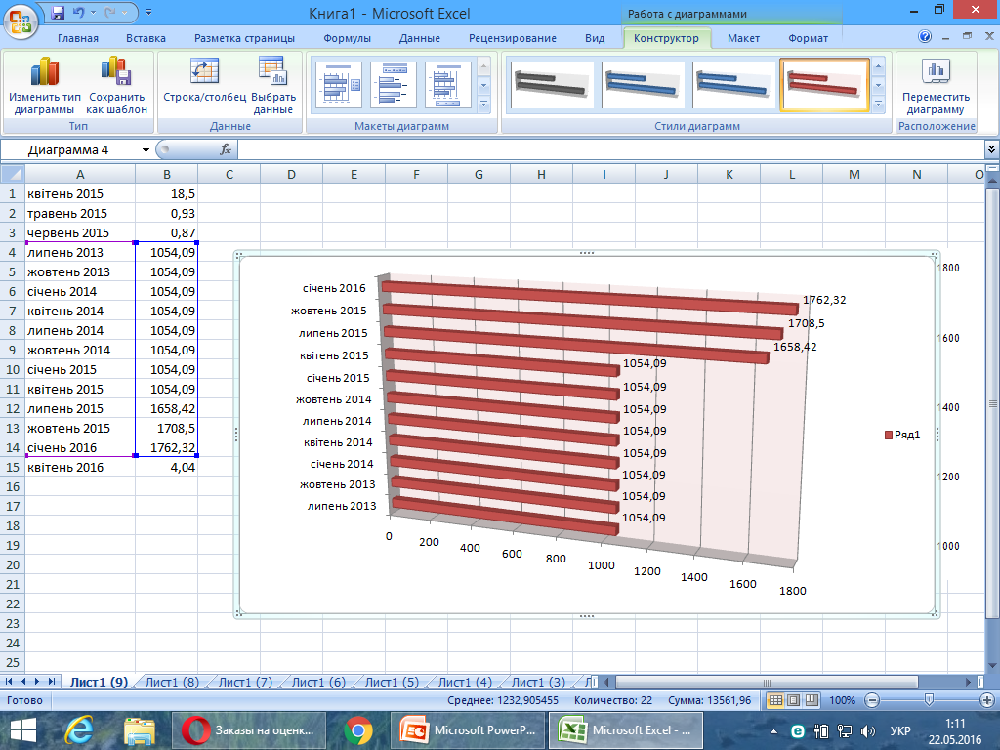 Книга1 - Microsoft Excel
Работа с диаграммами
Главная Вставка Разметка страницы Формулы Данные Рецензирование Вид Конструктор Макет Формат
Изменить тип диаграммы
Сохранить как шаблон
Строка/столбец
Выбрать данные
Переместить диаграмму
Тип Данные Макеты диаграмм Стили диаграмм Расположение
Диаграмма 4 fx
A B C D E F G H I J K L M N O
1 квітень 2015 18,5
2 травень 2015 0,93
3 червень 2015 0,87
4 липень 2013 1054,09
5 жовтень 2013 1054,09
6 січень 2014 1054,09
7 квітень 2014 1054,09
8 липень 2014 1054,09
9 жовтень 2014 1054,09
10 січень 2015 1054,09
11 квітень 2015 1054,09
12 липень 2015 1658,42
13 жовтень 2015 1708,5
14 січень 2016 1762,32
15 квітень 2016 4,04
16
17
18
19
20
21
22
23
24
25
січень 2016 1762,32
жовтень 2015 1708,5
липень 2015 1658,42
квітень 2015 1054,09
січень 2015 1054,09
жовтень 2014 1054,09
липень 2014 1054,09
квітень 2014 1054,09
січень 2014 1054,09
жовтень 2013 1054,09
липень 2013 1054,09
0 200 400 600 800 1000 1200 1400 1600 1800
Ряд1
1800
1600
1400
1200
1000
Лист1 (9) Лист1 (8) Лист1 (7) Лист1 (6) Лист1 (5) Лист1 (4) Лист1 (3)
Готово Среднее: 1232,905455 Количество: 22 Сумма: 13561,96 100%
Заказы на оценк... Microsoft PowerP... Microsoft Excel - ... УКР
1:11
22.05.2016